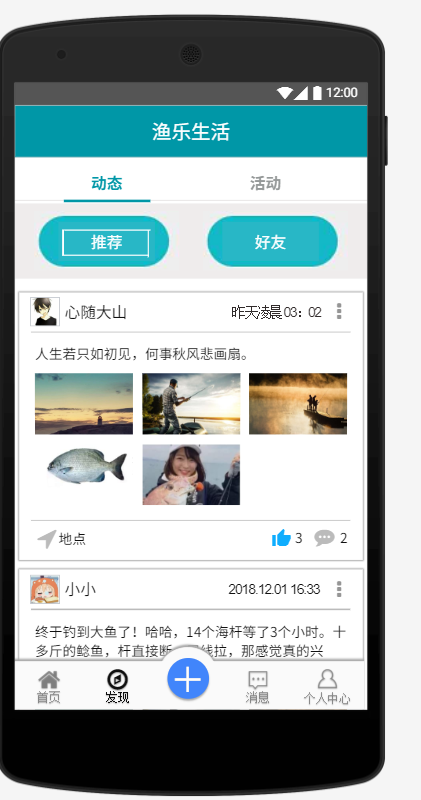 12:00
渔乐生活
动态 活动
推荐 好友
心随大山 昨天凌晨03：02
人生若只如初见，何事秋风悲画扇。
地点 3 2
小小 2018.12.01 16:33
终于钓到大鱼了！哈哈，14个海杆等了3个小时。十
多斤的鲶鱼，杆直接断 线拉，那感觉真的兴
首页 发现 消息 个人中心